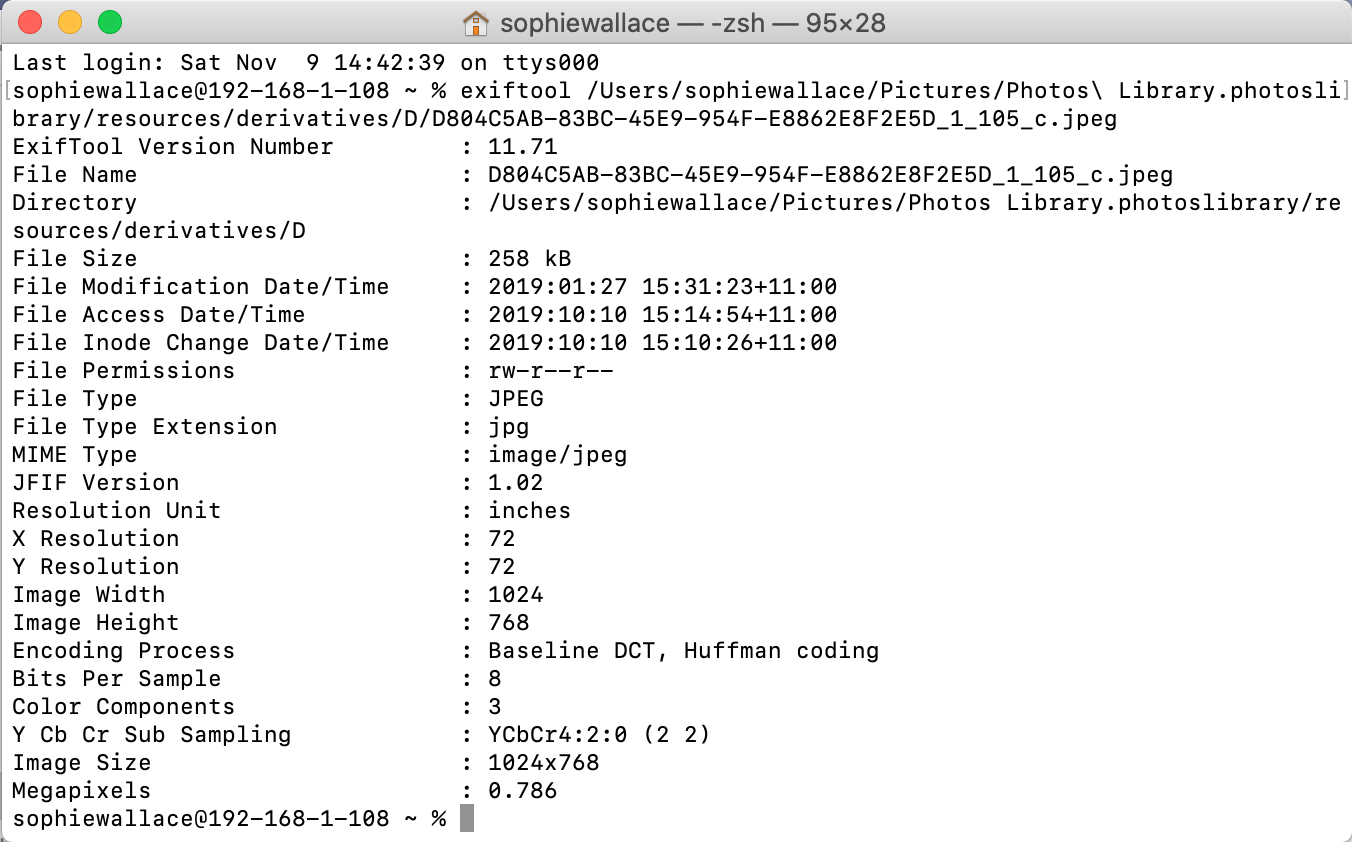 sophiewallace — -zsh — 95×28
Last login: Sat Nov  9 14:42:39 on ttys000
[sophiewallace@192-168-1-108 ~ % exiftool /Users/sophiewallace/Pictures/Photos\ Library.photosli]
brary/resources/derivatives/D/D804C5AB-83BC-45E9-954F-E8862E8F2E5D_1_105_c.jpeg
ExifTool Version Number         : 11.71
File Name                       : D804C5AB-83BC-45E9-954F-E8862E8F2E5D_1_105_c.jpeg
Directory                       : /Users/sophiewallace/Pictures/Photos Library.photoslibrary/re
sources/derivatives/D
File Size                       : 258 kB
File Modification Date/Time     : 2019:01:27 15:31:23+11:00
File Access Date/Time           : 2019:10:10 15:14:54+11:00
File Inode Change Date/Time     : 2019:10:10 15:10:26+11:00
File Permissions                : rw-r--r--
File Type                       : JPEG
File Type Extension             : jpg
MIME Type                       : image/jpeg
JFIF Version                    : 1.02
Resolution Unit                 : inches
X Resolution                    : 72
Y Resolution                    : 72
Image Width                     : 1024
Image Height                    : 768
Encoding Process                : Baseline DCT, Huffman coding
Bits Per Sample                 : 8
Color Components                : 3
Y Cb Cr Sub Sampling            : YCbCr4:2:0 (2 2)
Image Size                      : 1024x768
Megapixels                      : 0.786
sophiewallace@192-168-1-108 ~ %